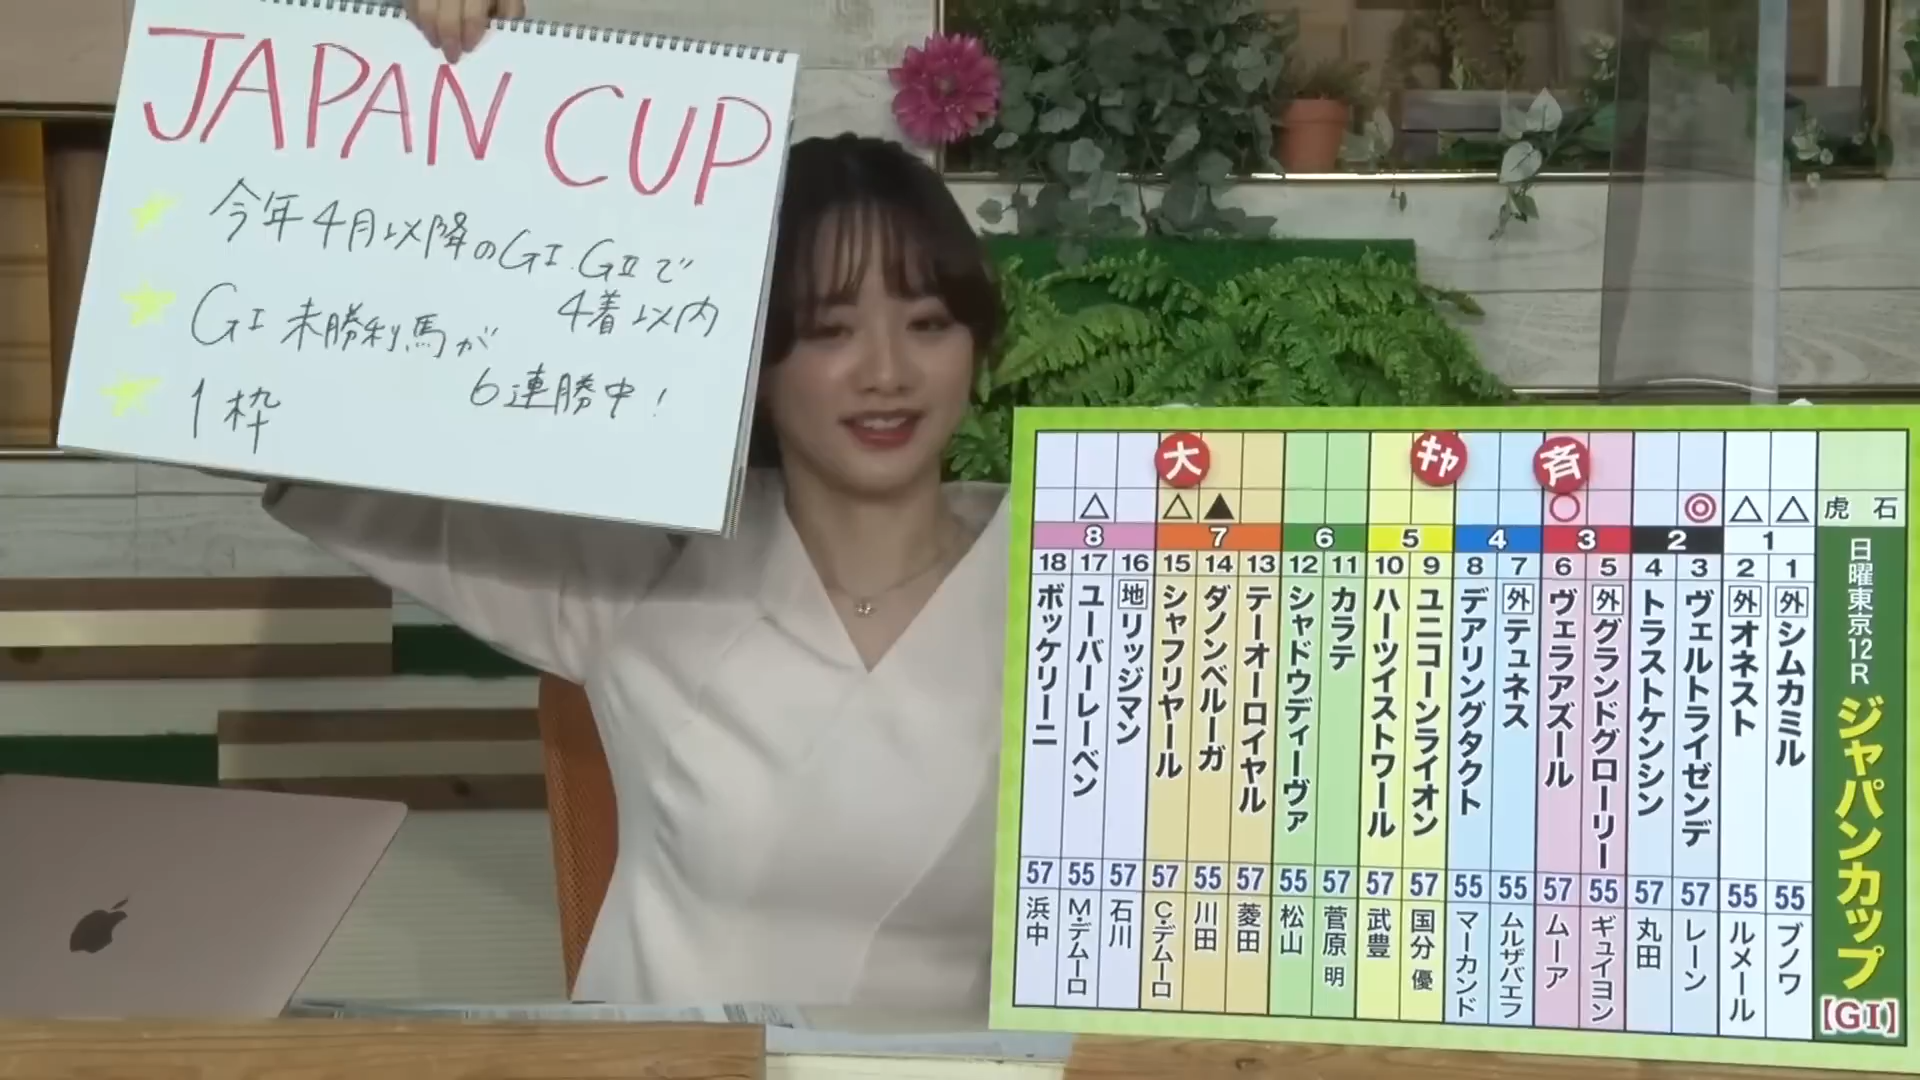 JAPAN CUP
今年4月以降のGI.GIIで
4着以内
GI 未勝利馬が
6連勝中!
1枠
大
キャ
斉
虎石
△ △ ▲ ○ ◎ △ △
8 7 6 5 4 3 2 1
18 17 16 15 14 13 12 11 10 9 8 7 6 5 4 3 2 1
日曜東京12R
ジャパンカップ
【GI】
外シムカミル 55 ブノワ
外オネスト 55 ルメール
ヴェルトライゼンデ 57 レーン
トラストケンシン 57 丸田
外グランドグローリー 55 ギュイヨン
ヴェラアズール 57 ムーア
外テュネス 55 ムルザバエフ
デアリングタクト 55 マーカンド
ユニコーンライオン 57 国分優
ハーツイストワール 57 武豊
カラテ 57 菅原明
シャドウディーヴァ 55 松山
テーオーロイヤル 57 菱田
ダノンベルーガ 55 川田
シャフリヤール 57 C・デムーロ
地リッジマン 57 石川
ユーバーレーベン 55 M・デムーロ
ボッケリーニ 57 浜中